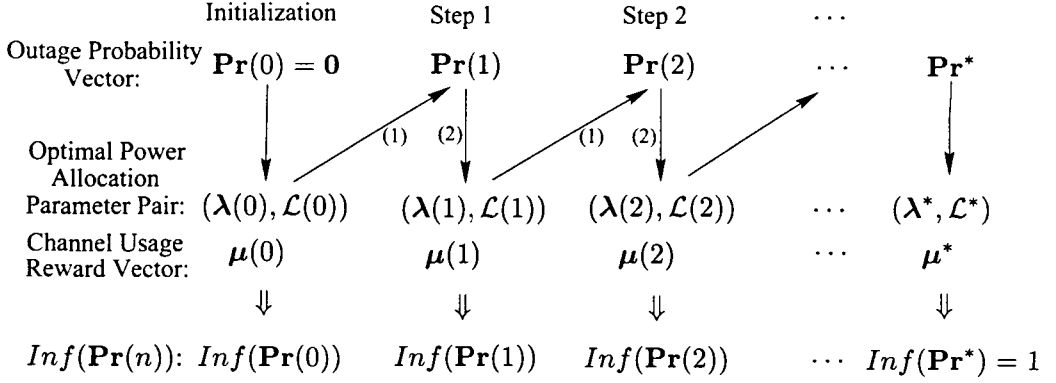 Initialization Step 1 Step 2 ⋯
Outage Probability
Vector: Pr(0) = 0 Pr(1) Pr(2) ⋯ Pr*
(1) (2) (1) (2)
Optimal Power
Allocation
Parameter Pair: (λ(0), ℒ(0)) (λ(1), ℒ(1)) (λ(2), ℒ(2)) ⋯ (λ*, ℒ*)
Channel Usage
Reward Vector: μ(0) μ(1) μ(2) ⋯ μ*
⇓ ⇓ ⇓ ⇓
Inf(Pr(n)): Inf(Pr(0)) Inf(Pr(1)) Inf(Pr(2)) ⋯ Inf(Pr*) = 1